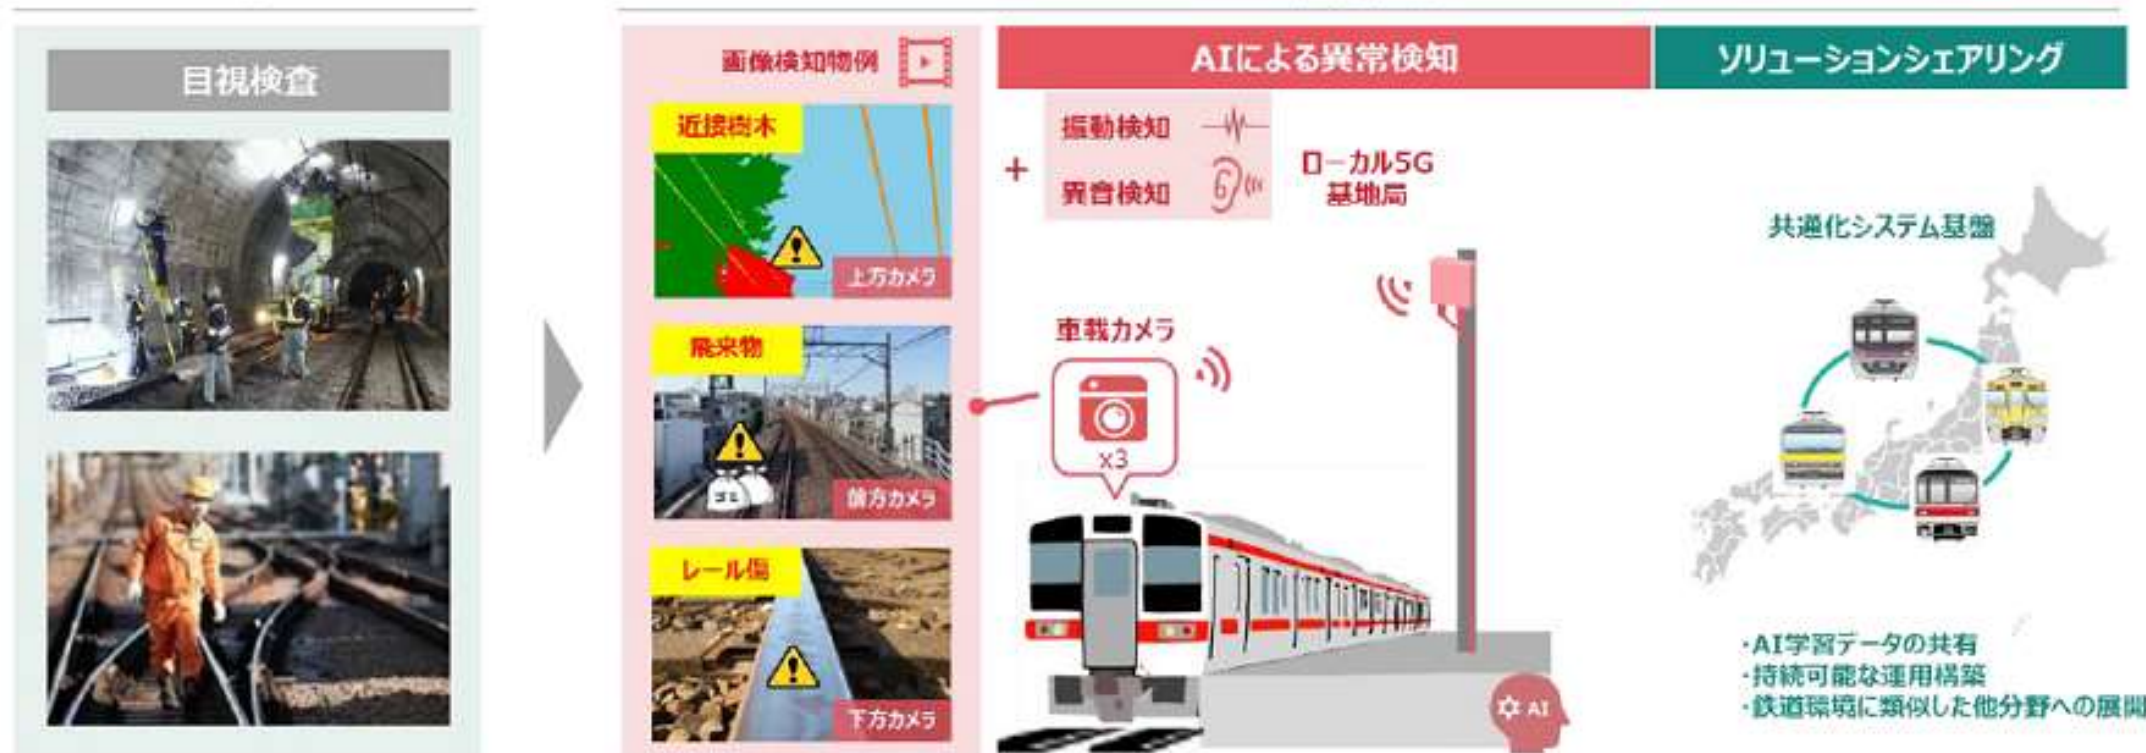 目視検査
画像検知物例
近接樹木
上方カメラ
飛来物
ゴミ
前方カメラ
レール傷
下方カメラ
AIによる異常検知
+
振動検知
異音検知
ローカル5G
基地局
車載カメラ
x3
AI
ソリューションシェアリング
共通化システム基盤
・AI学習データの共有
・持続可能な運用構築
・鉄道環境に類似した他分野への展開